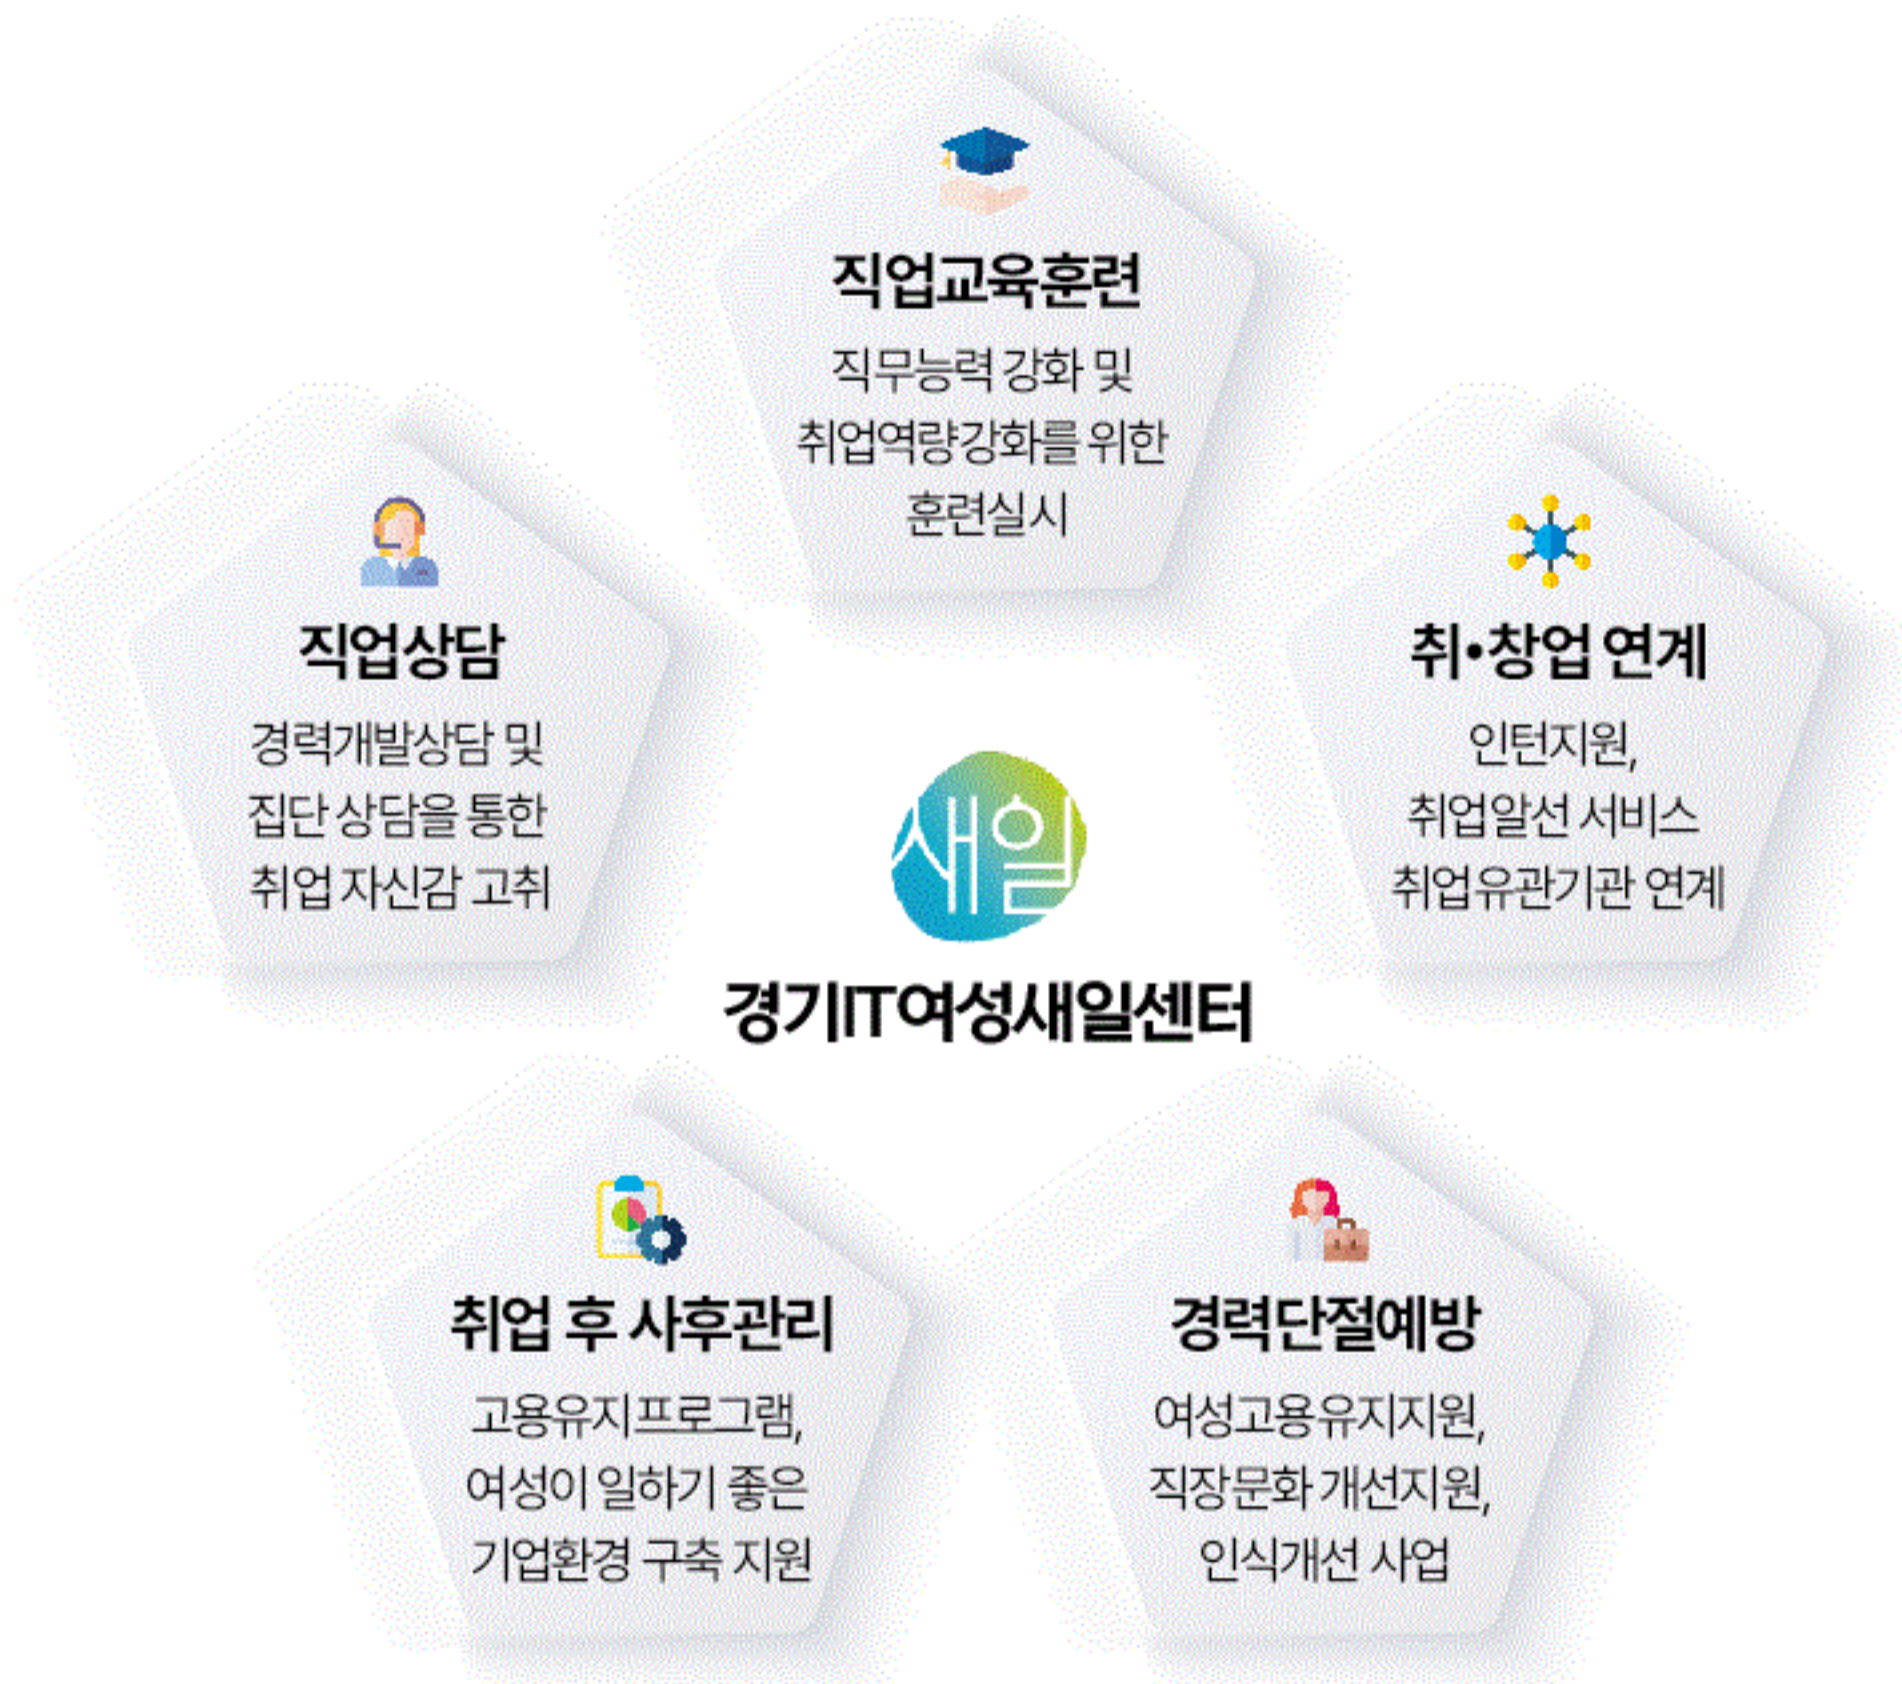 직업교육훈련
직무능력 강화 및
취업역량강화를 위한
훈련실시
직업상담
경력개발상담 및
집단 상담을 통한
취업 자신감 고취
취•창업 연계
인턴지원,
취업알선 서비스
취업유관기관 연계
새일
경기IT여성새일센터
취업 후 사후관리
고용유지프로그램,
여성이 일하기 좋은
기업환경 구축 지원
경력단절예방
여성고용유지지원,
직장문화 개선지원,
인식개선 사업